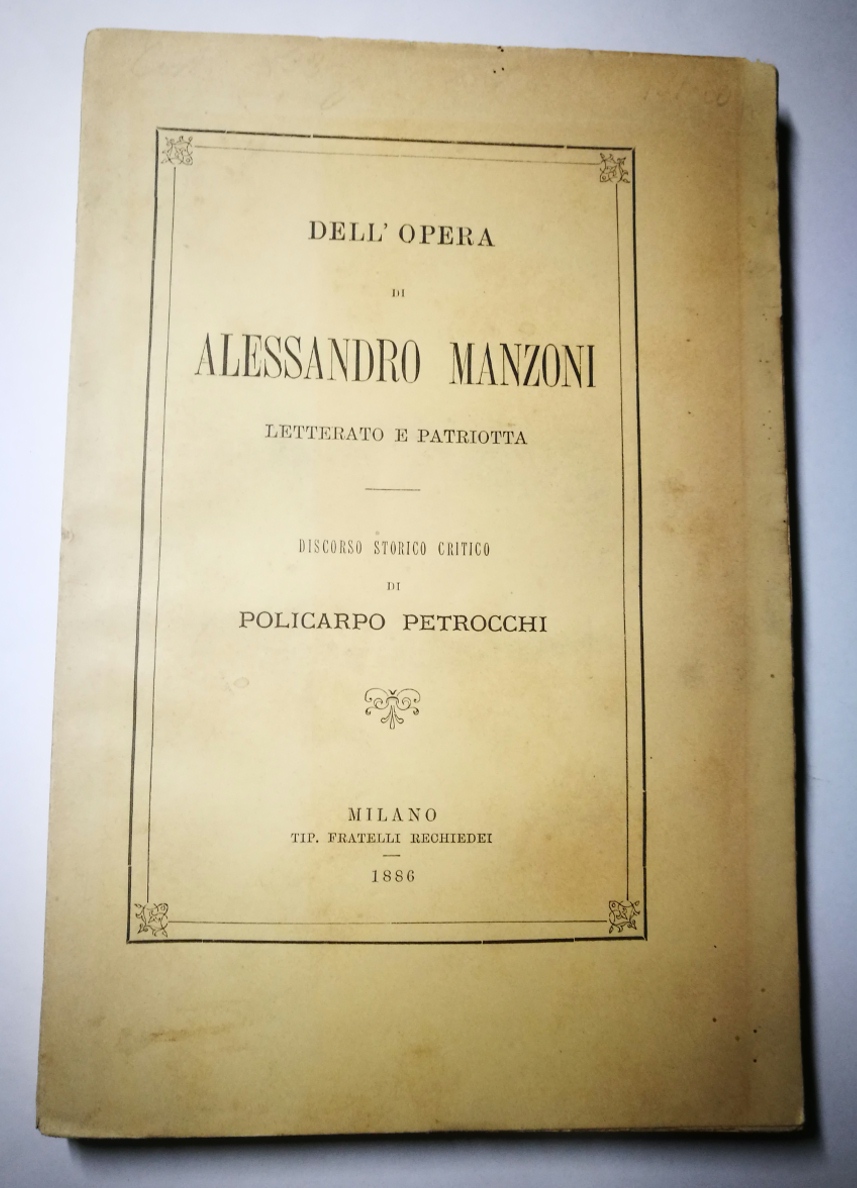 DELL' OPERA
DI
ALESSANDRO MANZONI
LETTERATO E PATRIOTTA
DISCORSO STORICO CRITICO
DI
POLICARPO PETROCCHI
MILANO
TIP. FRATELLI RECHIEDEI
1886